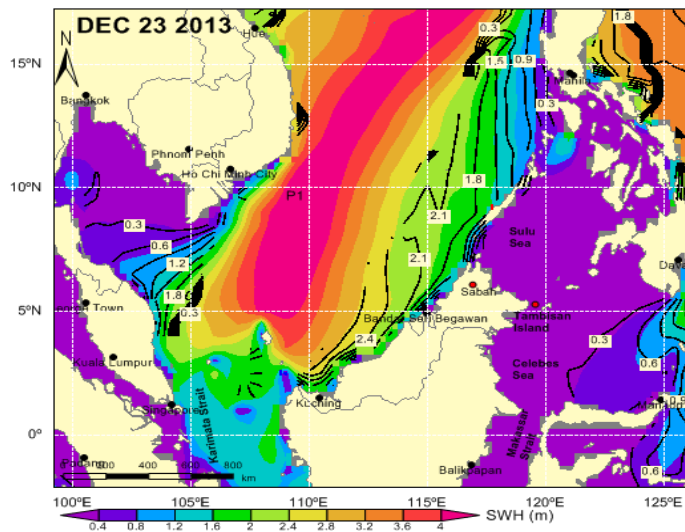 DEC 23 2013
N
Hue
15°N
Bangkok
Manila
Phnom Penh
Ho Chi Minh City
10°N
P1
0.3
1.5
0.9
0.3
1.8
1.8
2.1
2.1
2.4
0.3
0.6
1.2
1.8
0.3
Sulu
Sea
Sabah
Tambisan
Island
Bandar Seri Begawan
5°N
Kuala Lumpur
Celebes
Sea
0.3
0.6
0.6
Singapore
Kuching
Karimata Strait
Makassar
Strait
0°
Balikpapan
200 400 600 800
km
100°E 105°E 110°E 115°E 120°E 125°E
0.4 0.8 1.2 1.6 2 2.4 2.8 3.2 3.6 4
SWH (m)